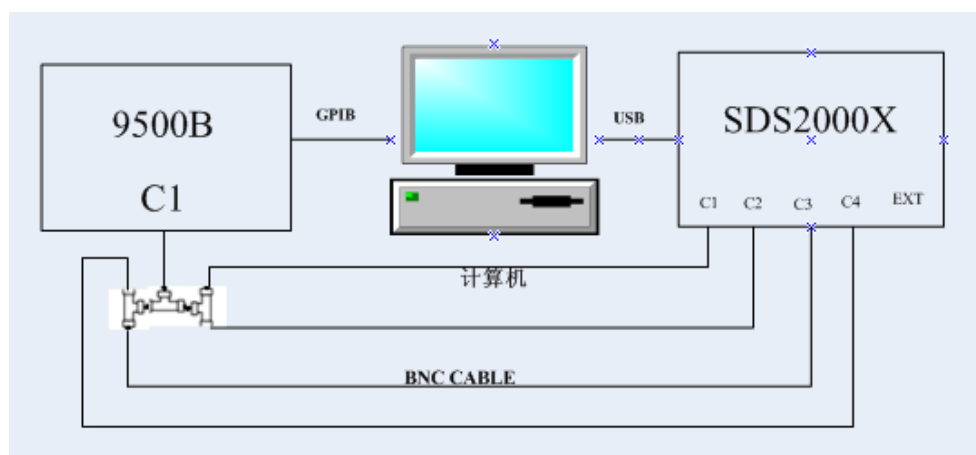 9500B
C1
GPIB
USB
SDS2000X
C1 C2 C3 C4 EXT
计算机
BNC CABLE